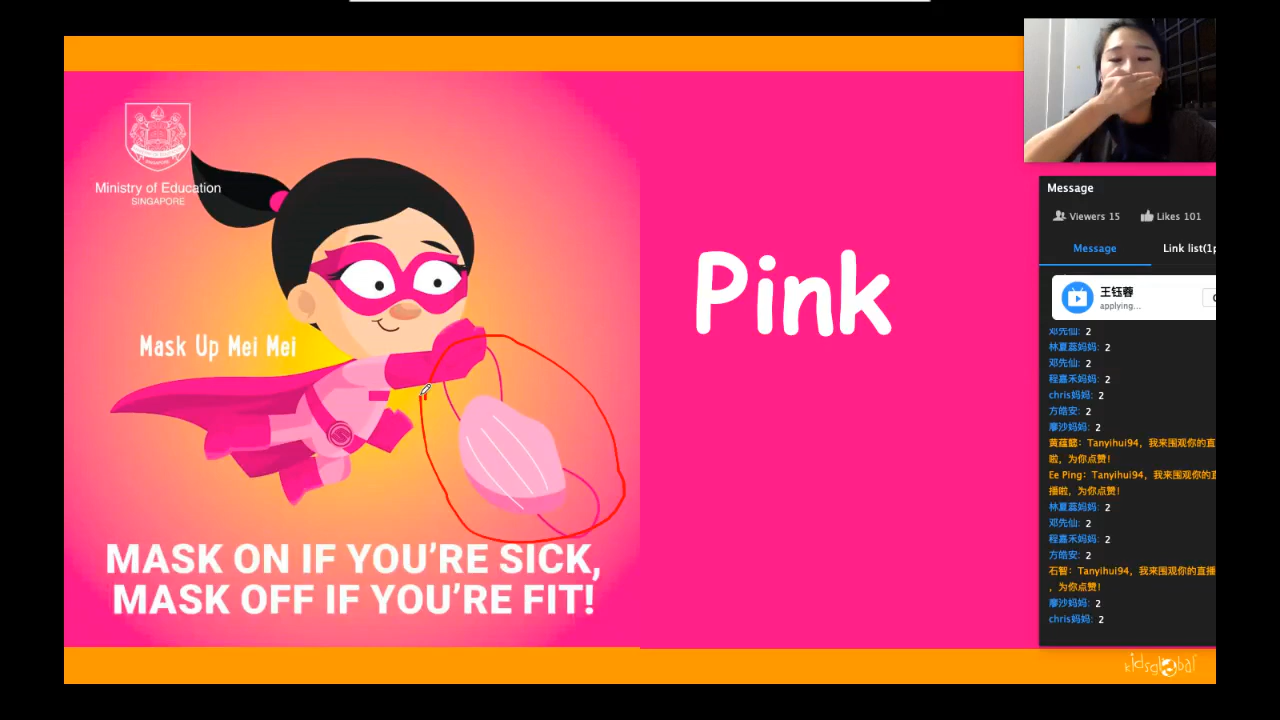 Ministry of Education
SINGAPORE
Mask Up Mei Mei
MASK ON IF YOU'RE SICK,
MASK OFF IF YOU'RE FIT!
Pink
Message
Viewers 15
Likes 101
Message
Link list(1p
王钰蓉
applying...
邓先仙: 2
林夏蕊妈妈: 2
邓先仙: 2
程嘉禾妈妈: 2
chris妈妈: 2
方皓安: 2
廖沙妈妈: 2
黄蕴懿: Tanyihui94, 我来围观你的直
啦, 为你点赞!
Ee Ping: Tanyihui94, 我来围观你的直
播啦, 为你点赞!
林夏蕊妈妈: 2
邓先仙: 2
程嘉禾妈妈: 2
方皓安: 2
石智: Tanyihui94, 我来围观你的直播
, 为你点赞!
廖沙妈妈: 2
chris妈妈: 2
kidsglobal